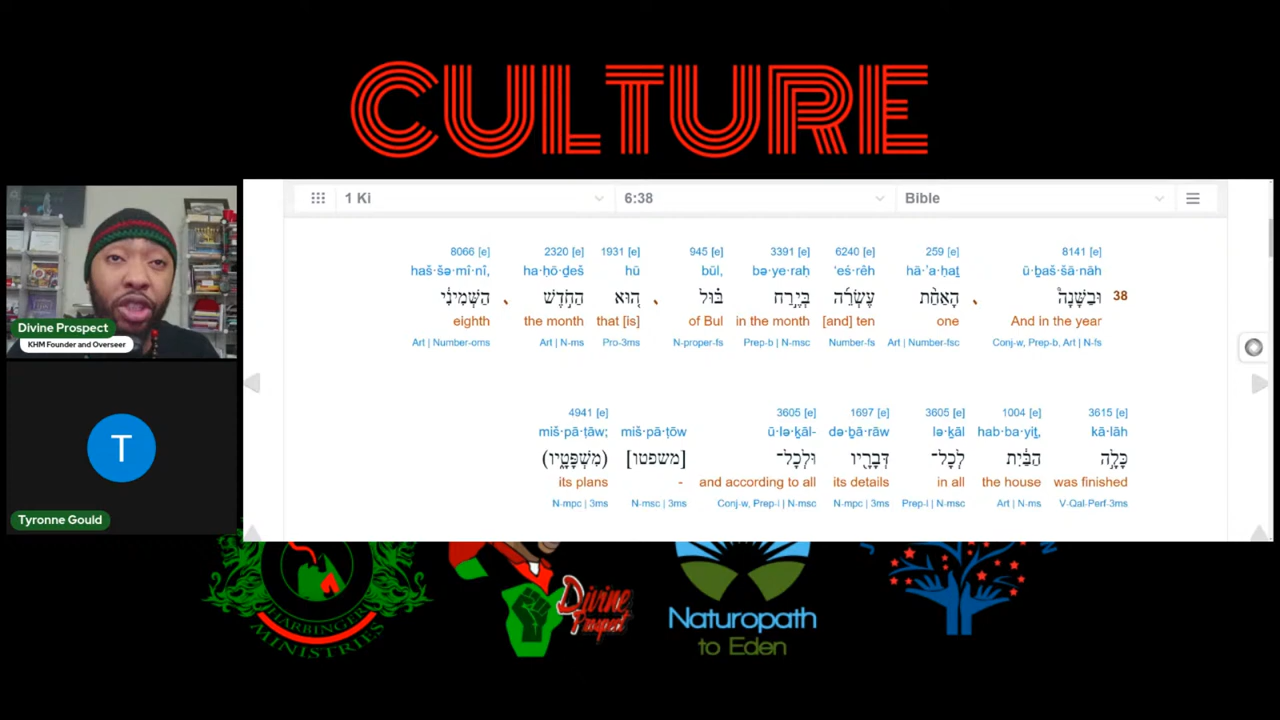 CULTURE
1 Ki 6:38 Bible
8066 [e] 2320 [e] 1931 [e] 945 [e] 3391 [e] 6240 [e] 259 [e] 8141 [e]
haš·šə·mî·nî, ha·ḥō·ḏeš hū būl, bə·ye·raḥ ‘eś·rêh hā·’a·ḥaṯ ū·ḇaš·šā·nāh
38 וּבַשָּׁנָה֩ ، הָאַחַ֨ת עֶשְׂרֵ֜ה בְּיֶ֣רַח בּ֗וּל ، ה֚וּא הַחֹ֣דֶשׁ ، הַשְּׁמִינִ֔י
eighth the month that [is] of Bul in the month [and] ten one And in the year
Art | Number-oms Art | N-ms Pro-3ms N-proper-fs Prep-b | N-msc Number-fs Art | Number-fsc Conj-w, Prep-b, Art | N-fs
4941 [e] 3605 [e] 1697 [e] 3605 [e] 1004 [e] 3615 [e]
miš·pā·ṭāw; miš·pā·ṭōw ū·lə·ḵāl- də·ḇā·rāw lə·ḵāl hab·ba·yiṯ, kā·lāh
כָּלָ֣ה הַבַּ֔יִת לְכָל־ דְּבָרָ֖יו וּלְכָל־ [משפטו] (מִשְׁפָּטָ֑יו)
its plans - and according to all its details in all the house was finished
N-mpc | 3ms N-msc | 3ms Conj-w, Prep-l | N-msc N-mpc | 3ms Prep-l | N-msc Art | N-ms V-Qal-Perf-3ms
Divine Prospect
KHM Founder and Overseer
T
Tyronne Gould
MINISTRIES
Divine
Prospect
Naturopath
to Eden